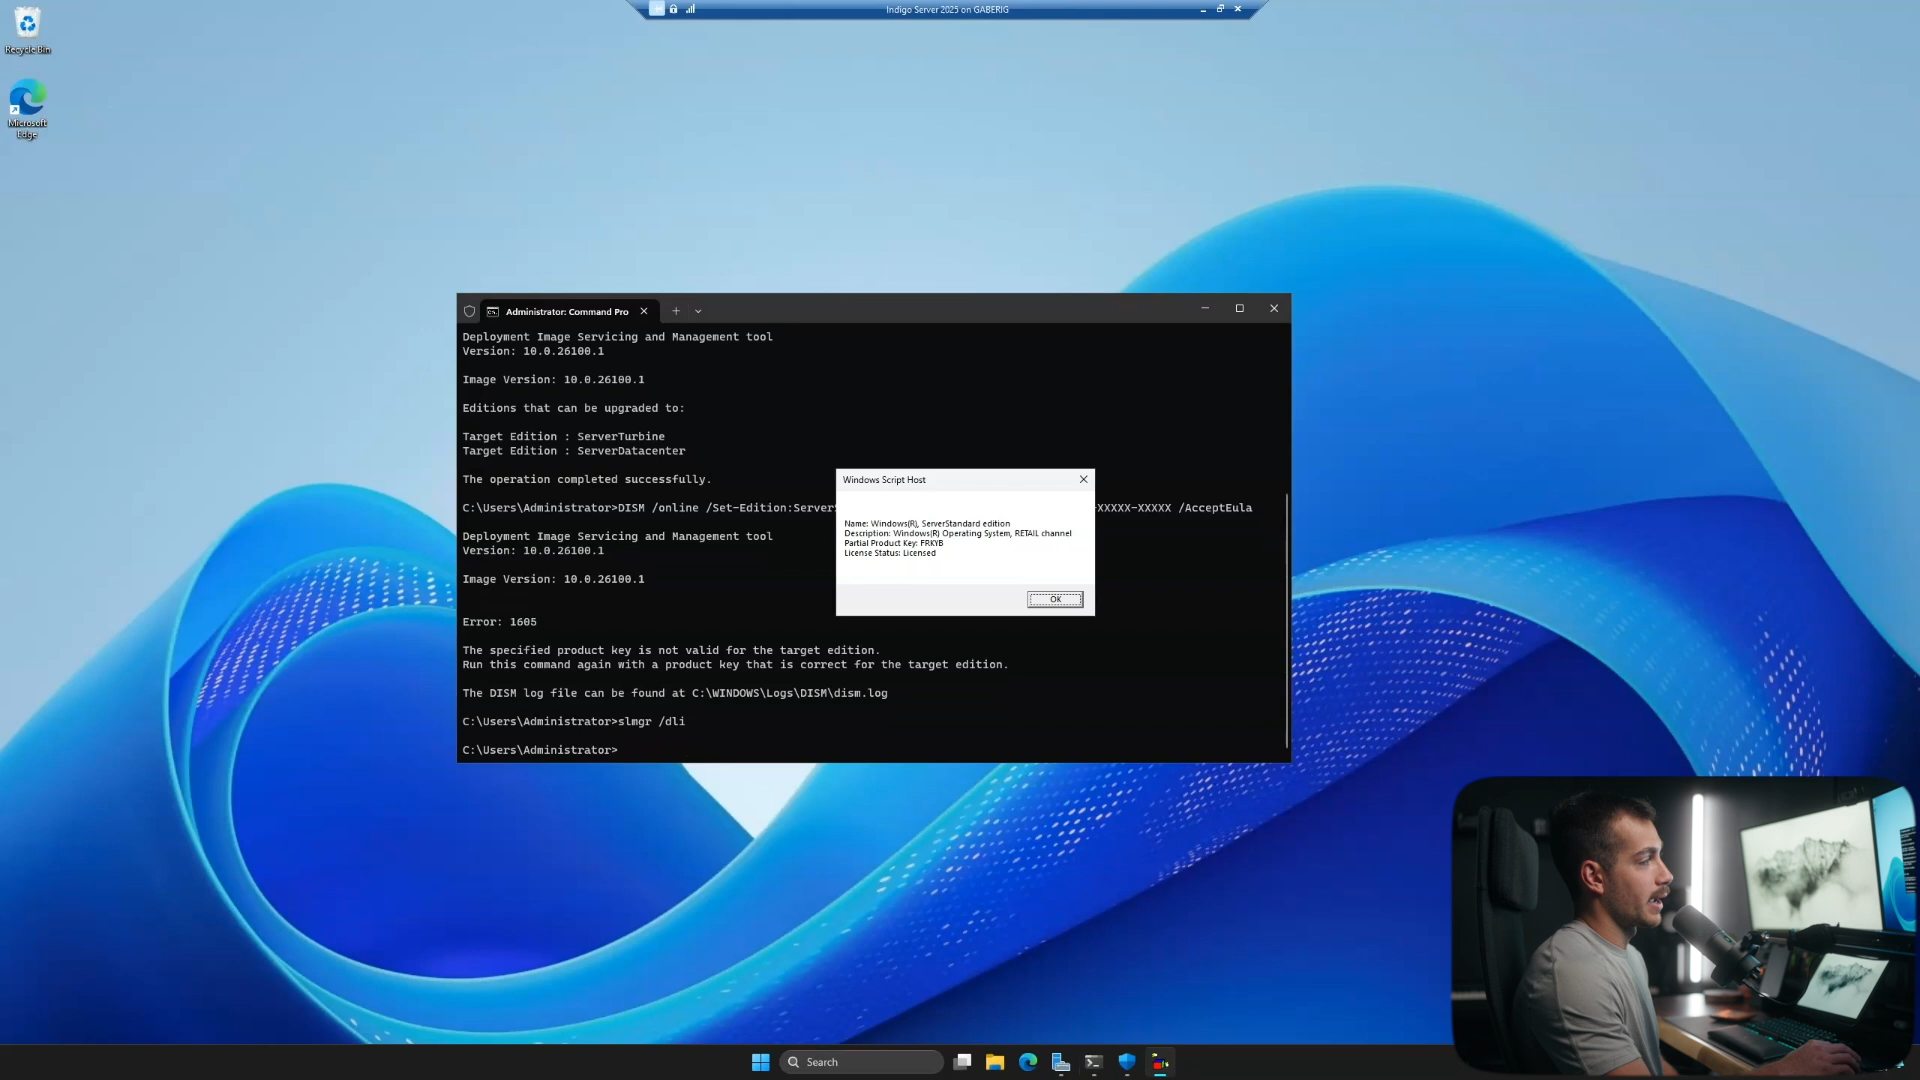 Indigo Server 2025 on GABERIG
Recycle Bin
Microsoft
Edge
Administrator: Command Pro
Deployment Image Servicing and Management tool
Version: 10.0.26100.1
Image Version: 10.0.26100.1
Editions that can be upgraded to:
Target Edition : ServerTurbine
Target Edition : ServerDatacenter
The operation completed successfully.
C:\Users\Administrator>DISM /online /Set-Edition:Server
-XXXXX-XXXXX /AcceptEula
Deployment Image Servicing and Management tool
Version: 10.0.26100.1
Image Version: 10.0.26100.1
Error: 1605
The specified product key is not valid for the target edition.
Run this command again with a product key that is correct for the target edition.
The DISM log file can be found at C:\WINDOWS\Logs\DISM\dism.log
C:\Users\Administrator>slmgr /dli
C:\Users\Administrator>
Windows Script Host
Name: Windows(R), ServerStandard edition
Description: Windows(R) Operating System, RETAIL channel
Partial Product Key: FRKYB
License Status: Licensed
OK
Search